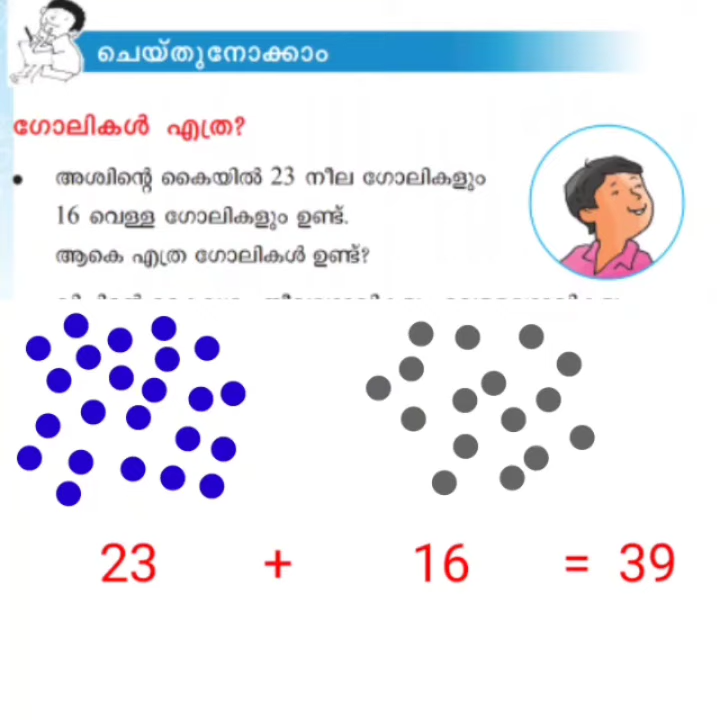 ചെയ്തുനോക്കാം
ഗോലികൾ എത്ര?
• അശ്വിന്റെ കൈയിൽ 23 നീല ഗോലികളും
16 വെള്ള ഗോലികളും ഉണ്ട്.
ആകെ എത്ര ഗോലികൾ ഉണ്ട്?
23 + 16 = 39